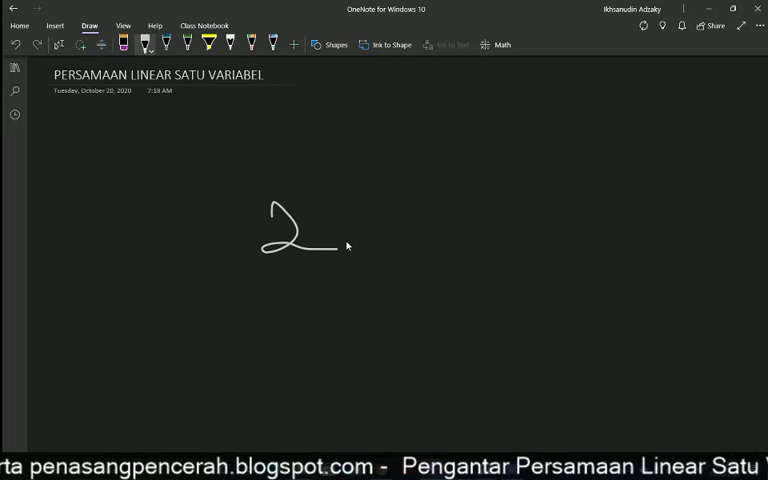 OneNote for Windows 10
Ikhsanudin Adzaky
Home Insert Draw View Help Class Notebook
Share
Shapes Ink to Shape Ink to Text Math
PERSAMAAN LINEAR SATU VARIABEL
Tuesday, October 20, 2020 7:18 AM
2
rta penasangpencerah.blogspot.com - Pengantar Persamaan Linear Satu V